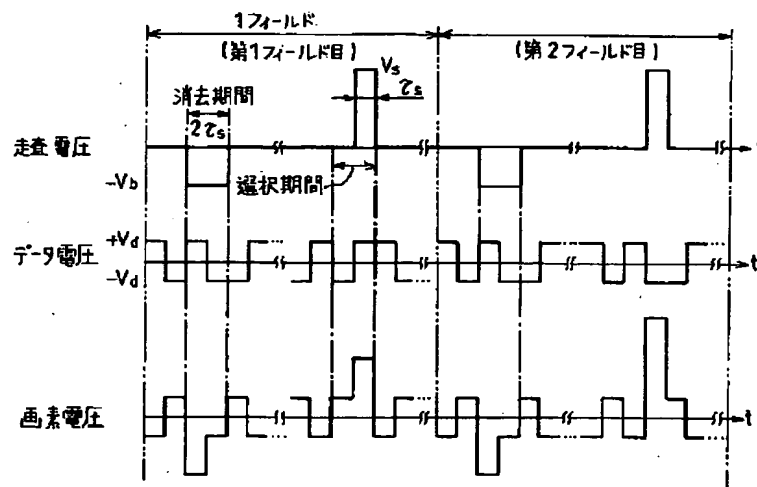 1フィールド
(第1フィールド目)
(第2フィールド目)
Vs
τs
消去期間
2τs
走査電圧
-Vb
選択期間
+Vd
データ電圧
-Vd
t
画素電圧
t